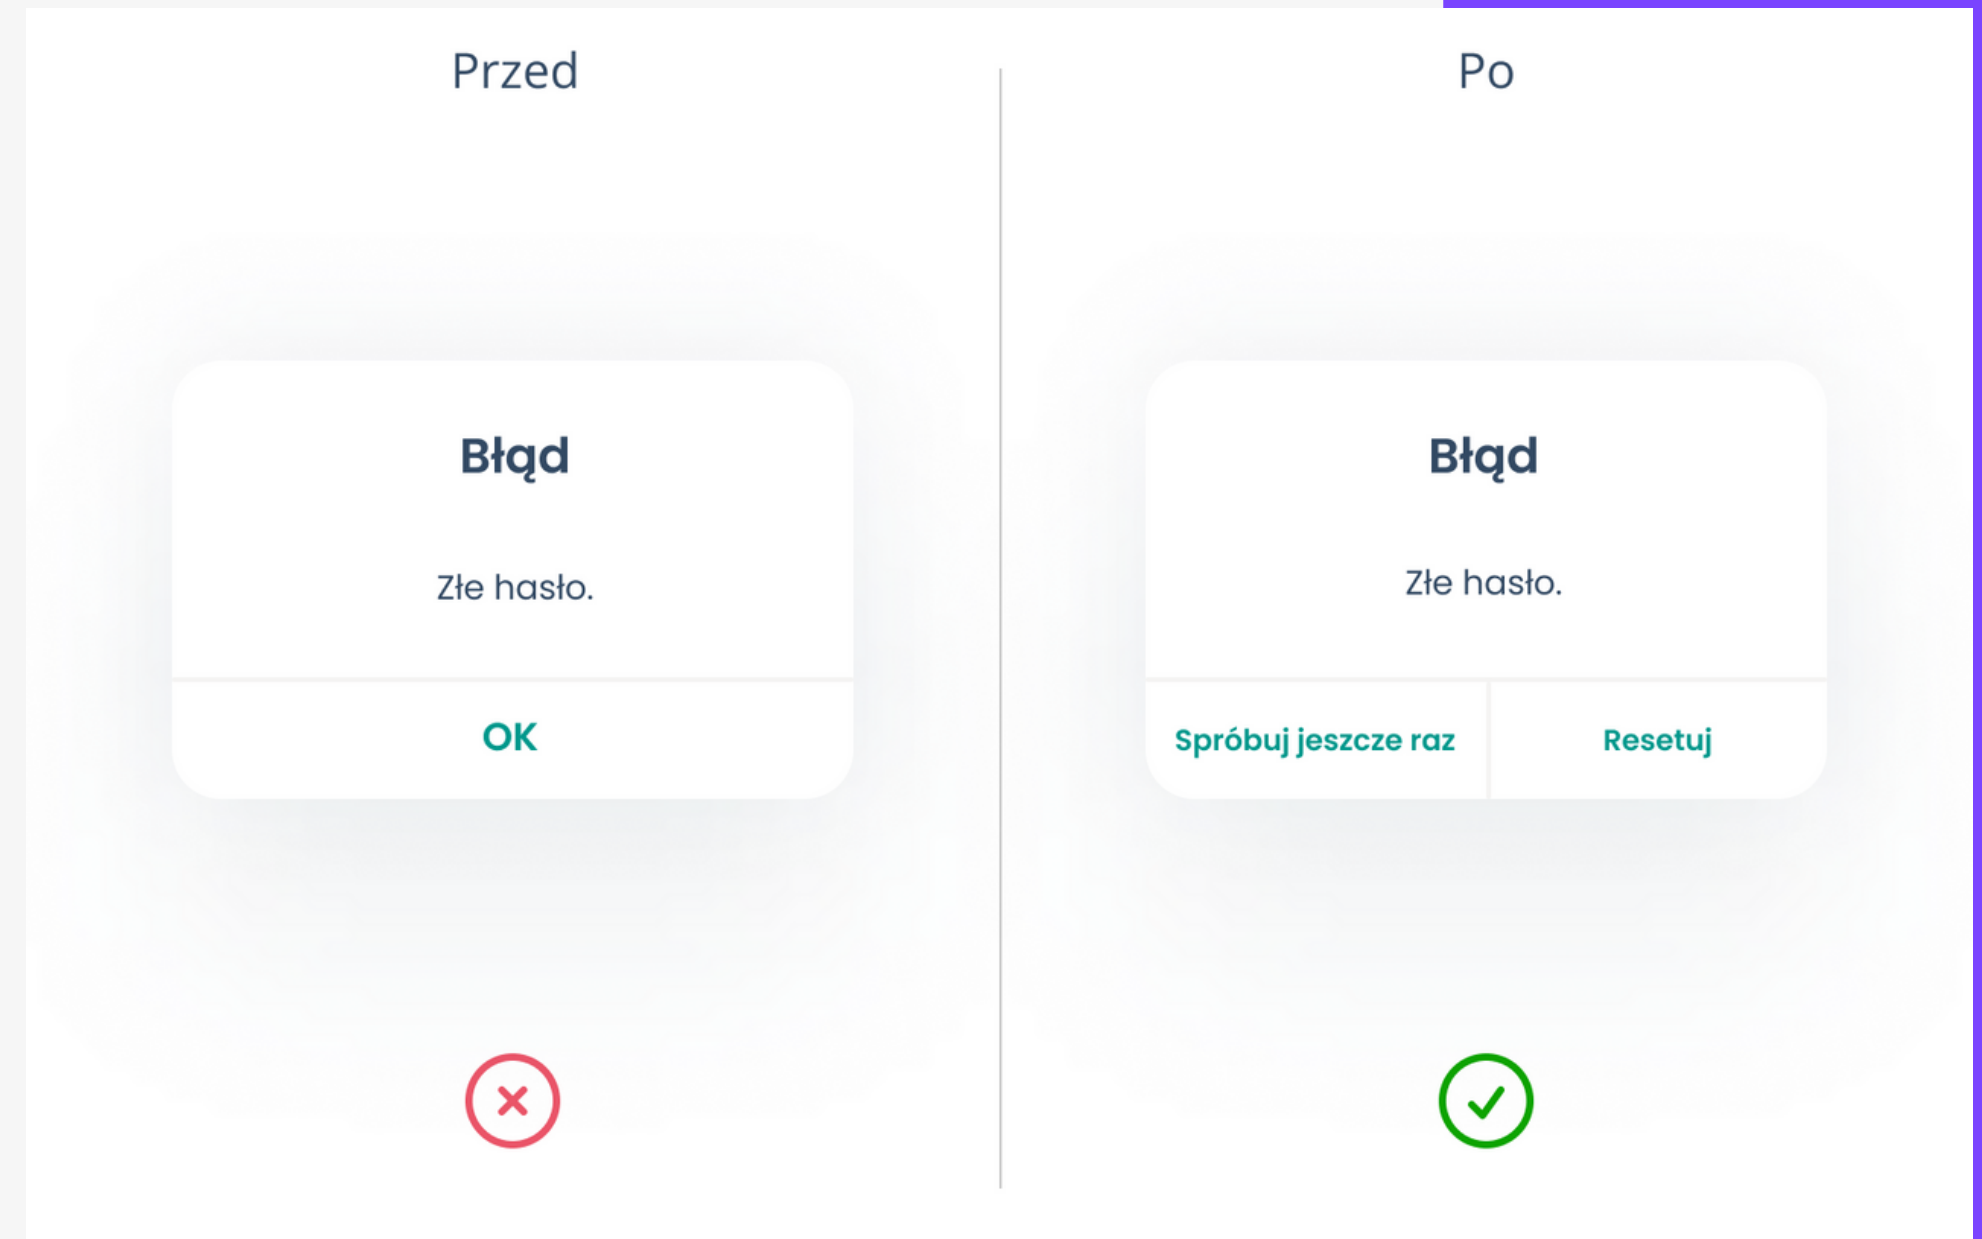 Przed
Błąd
Złe hasło.
OK
Po
Błąd
Złe hasło.
Spróbuj jeszcze raz
Resetuj